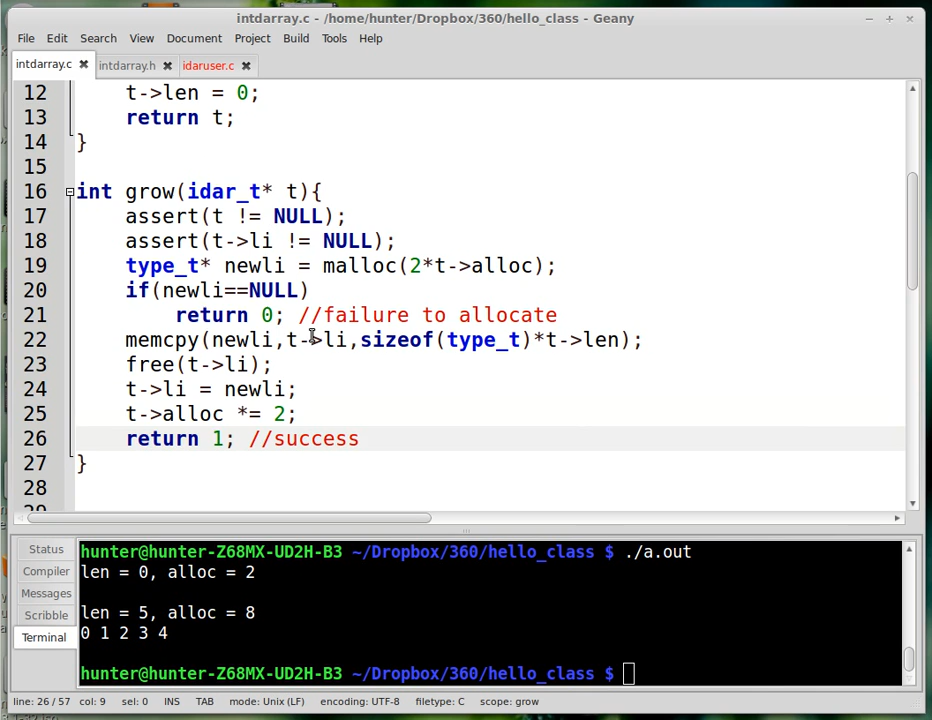 intdarray.c - /home/hunter/Dropbox/360/hello_class - Geany
File Edit Search View Document Project Build Tools Help
intdarray.c intdarray.h idaruser.c
12 t->len = 0;
13 return t;
14 }
15
16 int grow(idar_t* t){
17 assert(t != NULL);
18 assert(t->li != NULL);
19 type_t* newli = malloc(2*t->alloc);
20 if(newli==NULL)
21 return 0; //failure to allocate
22 memcpy(newli,t->li,sizeof(type_t)*t->len);
23 free(t->li);
24 t->li = newli;
25 t->alloc *= 2;
26 return 1; //success
27 }
28
Status
Compiler
Messages
Scribble
Terminal
hunter@hunter-Z68MX-UD2H-B3 ~/Dropbox/360/hello_class $ ./a.out
len = 0, alloc = 2
len = 5, alloc = 8
0 1 2 3 4
hunter@hunter-Z68MX-UD2H-B3 ~/Dropbox/360/hello_class $
line: 26 / 57 col: 9 sel: 0 INS TAB mode: Unix (LF) encoding: UTF-8 filetype: C scope: grow